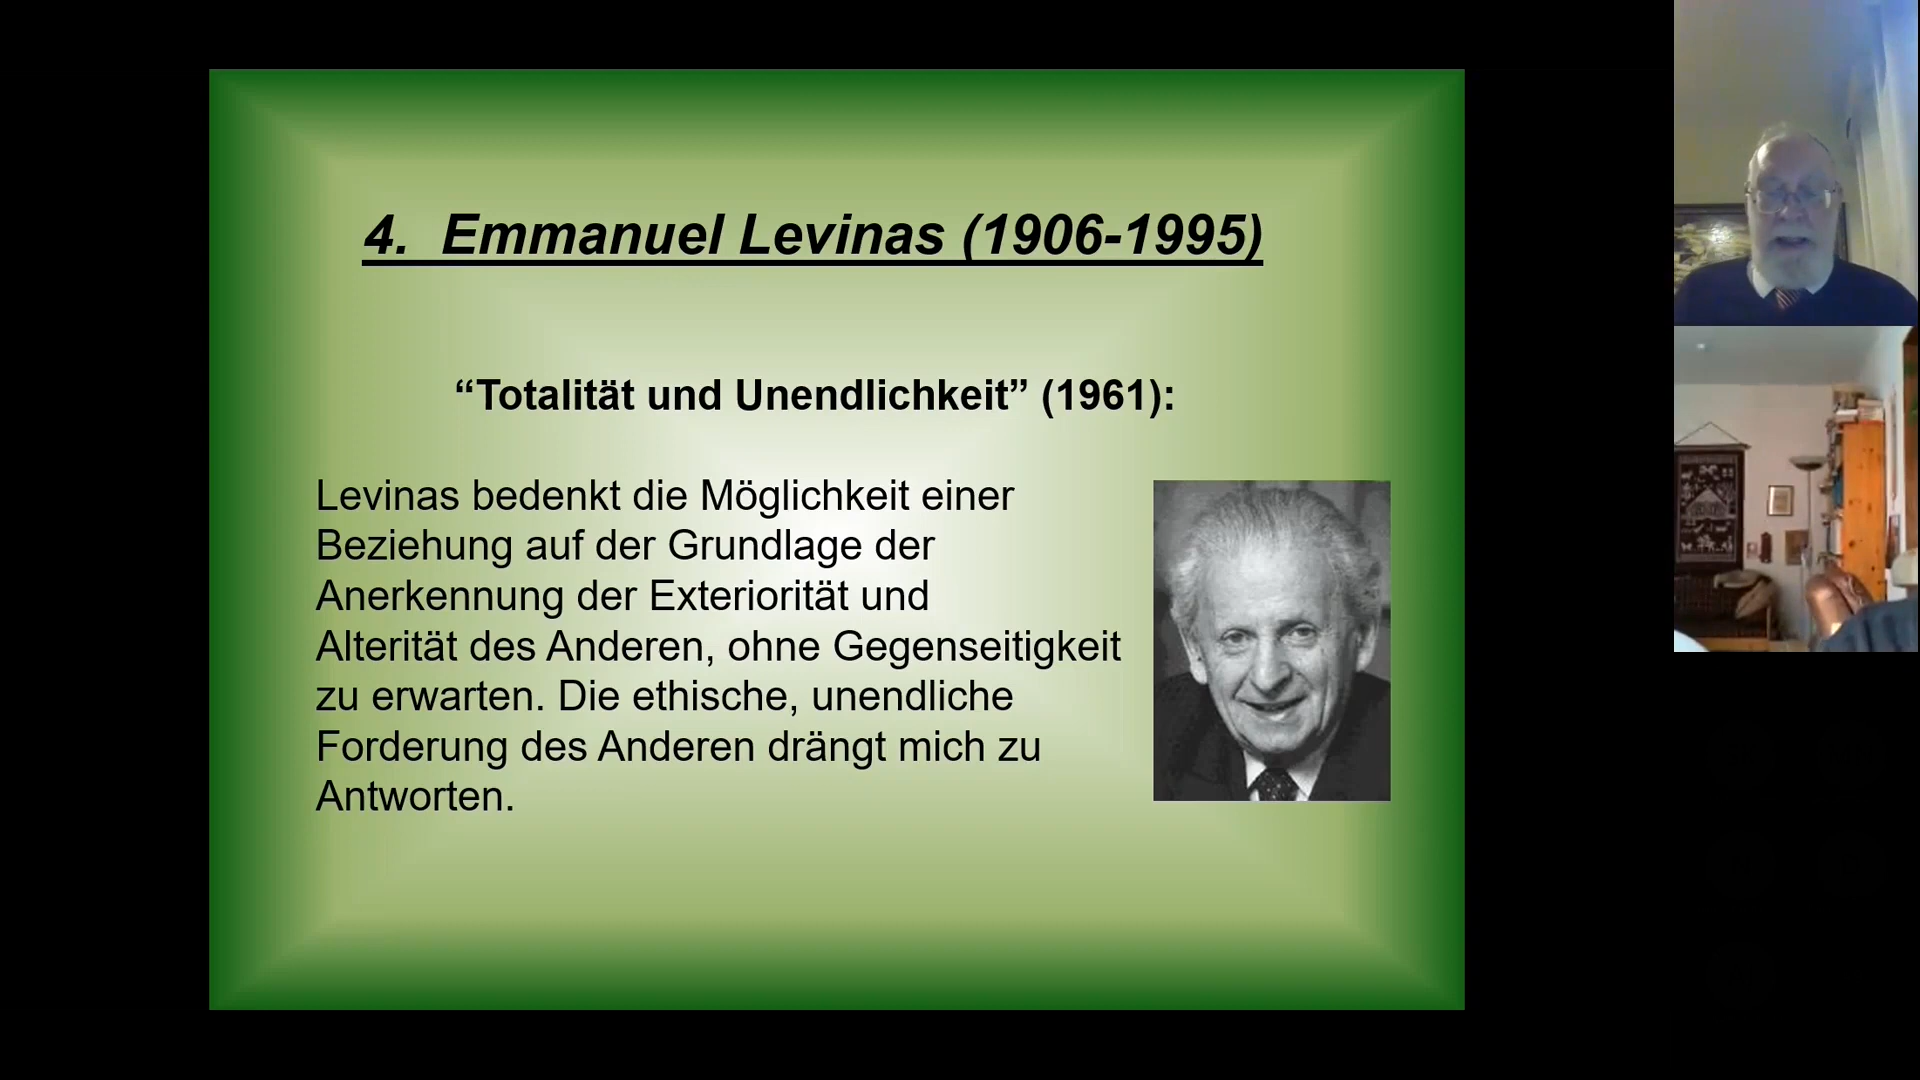 4. Emmanuel Levinas (1906-1995)
“Totalität und Unendlichkeit” (1961):
Levinas bedenkt die Möglichkeit einer
Beziehung auf der Grundlage der
Anerkennung der Exteriorität und
Alterität des Anderen, ohne Gegenseitigkeit
zu erwarten. Die ethische, unendliche
Forderung des Anderen drängt mich zu
Antworten.